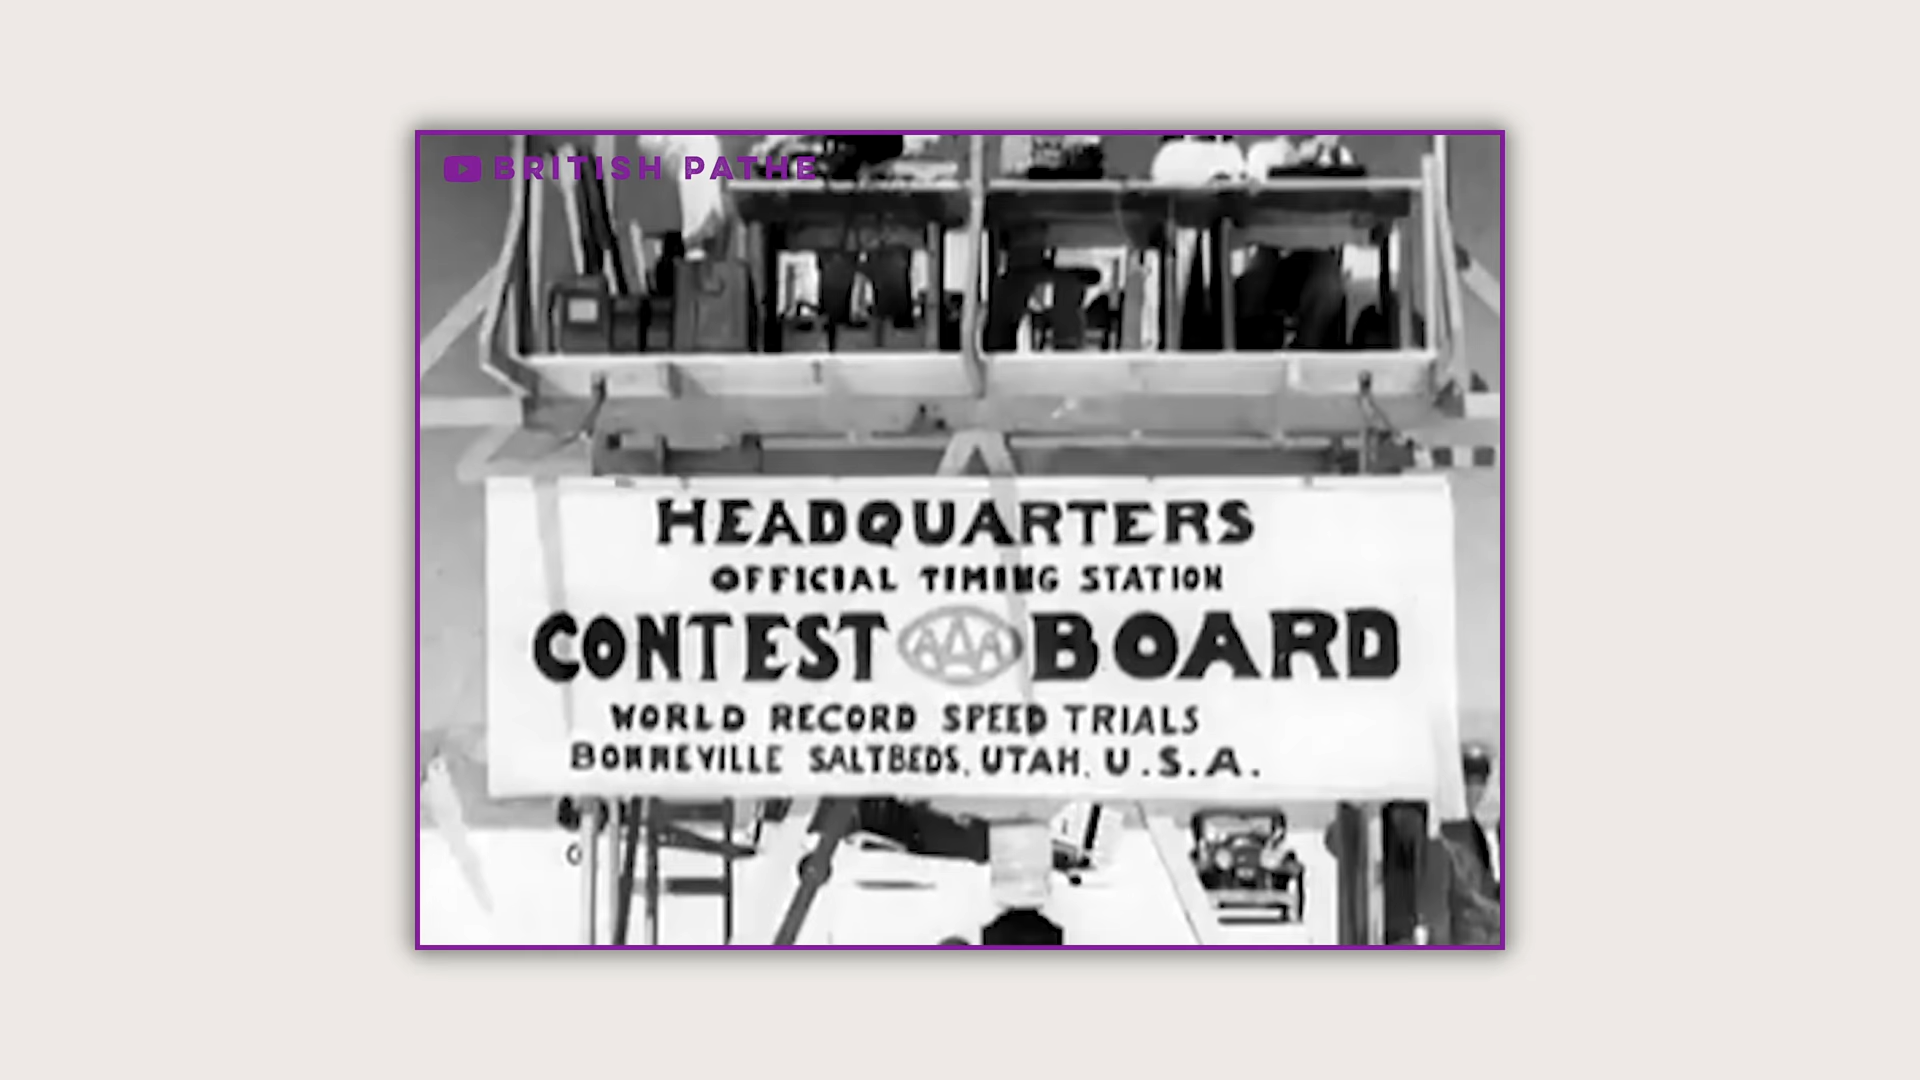 BRITISH PATHE
HEADQUARTERS
OFFICIAL TIMING STATION
CONTEST AAA BOARD
WORLD RECORD SPEED TRIALS
BONNEVILLE SALTBEDS, UTAH, U.S.A.